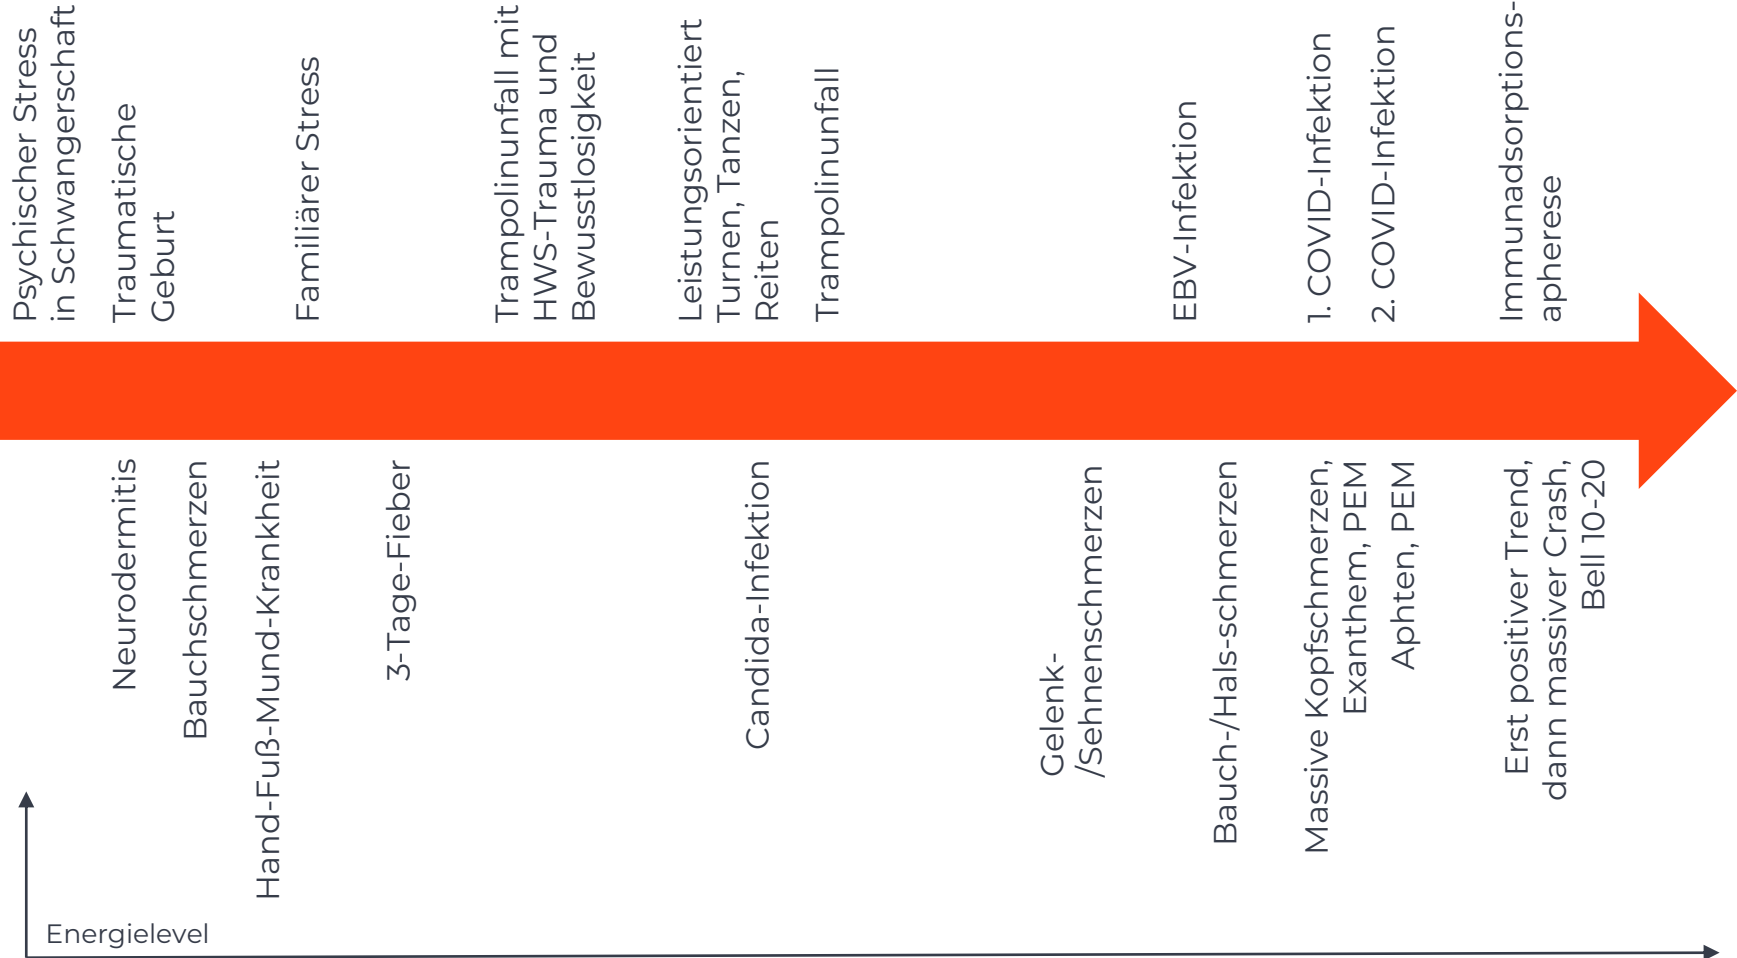 Psychischer Stress
in Schwangerschaft
Traumatische
Geburt
Familiärer Stress
Trampolinunfall mit
HWS-Trauma und
Bewusstlosigkeit
Leistungsorientiert
Turnen, Tanzen,
Reiten
Trampolinunfall
EBV-Infektion
1. COVID-Infektion
2. COVID-Infektion
Immunadsorptions-
apherese
Neurodermitis
Bauchschmerzen
Hand-Fuß-Mund-Krankheit
3-Tage-Fieber
Candida-Infektion
Gelenk-
/Sehnenschmerzen
Bauch-/Hals-schmerzen
Massive Kopfschmerzen,
Exanthem, PEM
Aphten, PEM
Erst positiver Trend,
dann massiver Crash,
Bell 10-20
Energielevel